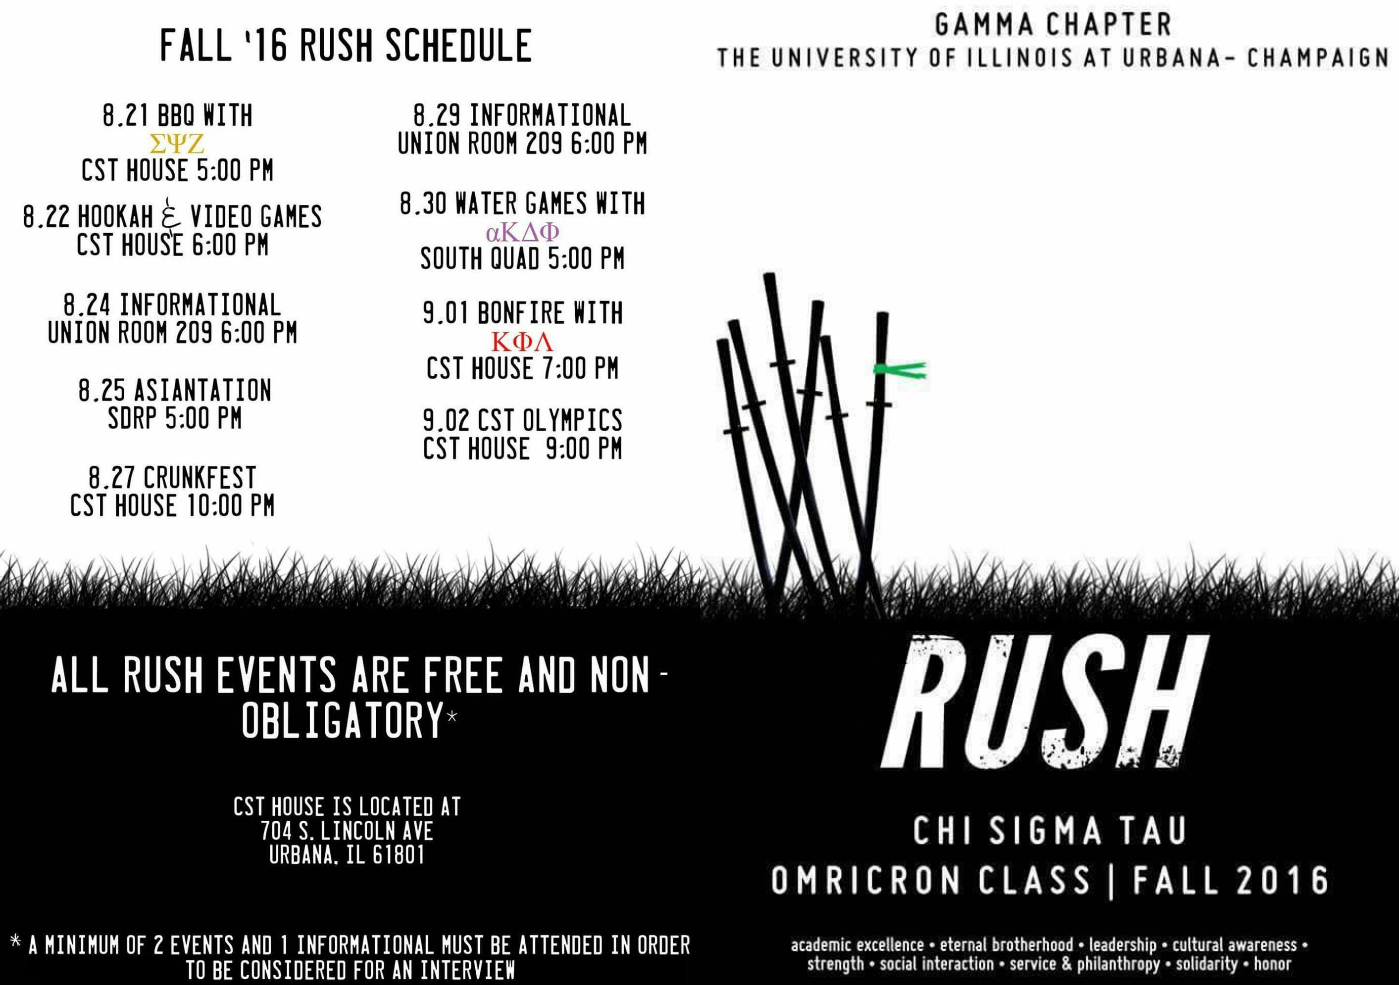 FALL '16 RUSH SCHEDULE
8.21 BBQ WITH
ΣΨΖ
CST HOUSE 5:00 PM
8.22 HOOKAH & VIDEO GAMES
CST HOUSE 6:00 PM
8.24 INFORMATIONAL
UNION ROOM 209 6:00 PM
8.25 ASIANTATION
SDRP 5:00 PM
8.27 CRUNKFEST
CST HOUSE 10:00 PM
8.29 INFORMATIONAL
UNION ROOM 209 6:00 PM
8.30 WATER GAMES WITH
αΚΔΦ
SOUTH QUAD 5:00 PM
9.01 BONFIRE WITH
ΚΦΛ
CST HOUSE 7:00 PM
9.02 CST OLYMPICS
CST HOUSE 9:00 PM
ALL RUSH EVENTS ARE FREE AND NON -
OBLIGATORY*
CST HOUSE IS LOCATED AT
704 S. LINCOLN AVE
URBANA, IL 61801
* A MINIMUM OF 2 EVENTS AND 1 INFORMATIONAL MUST BE ATTENDED IN ORDER
TO BE CONSIDERED FOR AN INTERVIEW
GAMMA CHAPTER
THE UNIVERSITY OF ILLINOIS AT URBANA- CHAMPAIGN
RUSH
CHI SIGMA TAU
OMRICRON CLASS | FALL 2016
academic excellence • eternal brotherhood • leadership • cultural awareness •
strength • social interaction • service & philanthropy • solidarity • honor